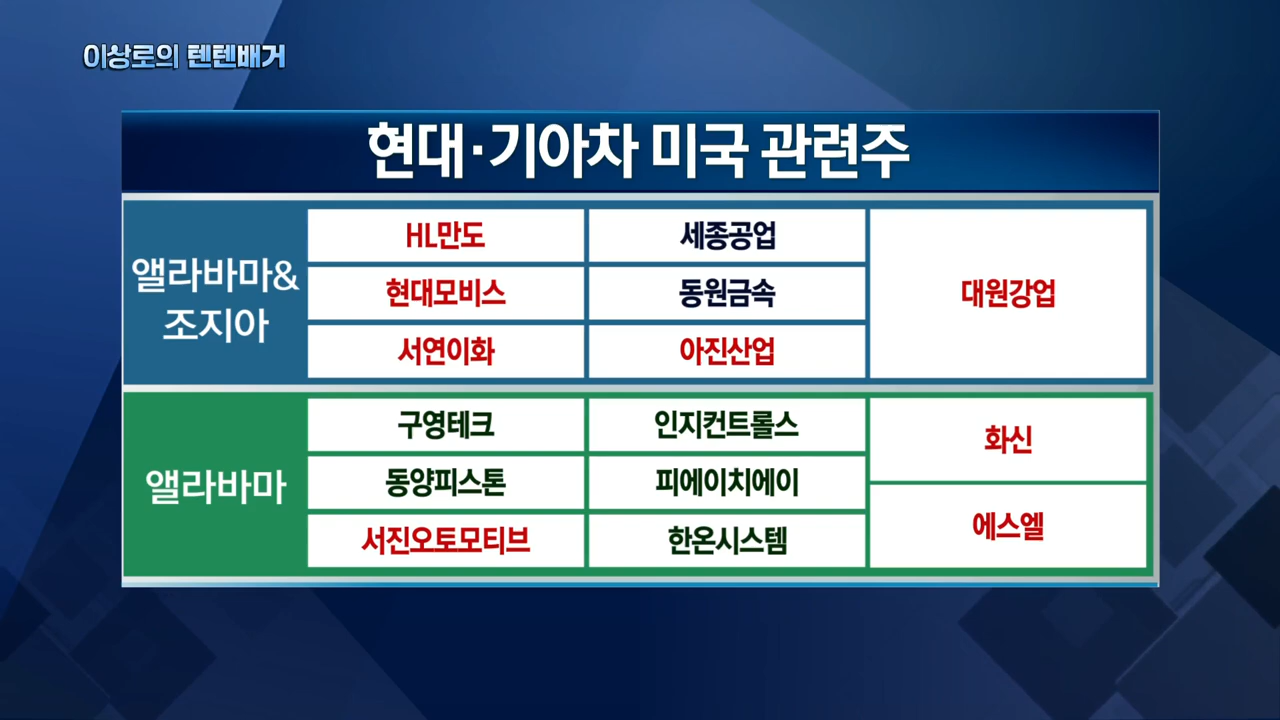 이상로의 텐텐배거
현대·기아차 미국 관련주
앨라바마&
조지아
HL만도
세종공업
대원강업
현대모비스
동원금속
서연이화
아진산업
앨라바마
구영테크
인지컨트롤스
화신
동양피스톤
피에이치에이
에스엘
서진오토모티브
한온시스템